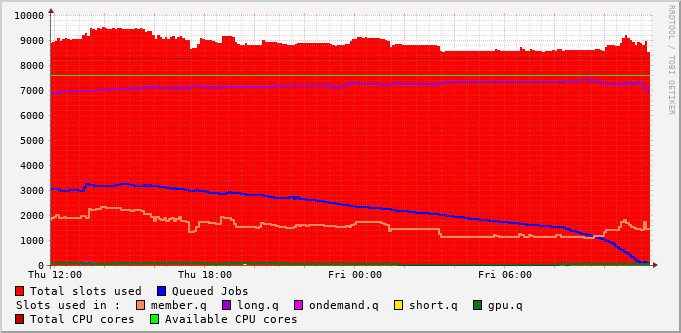 RRDTOOL / TOBI OETIKER
10000
9000
8000
7000
6000
5000
4000
3000
2000
1000
0
Thu 12:00 Thu 18:00 Fri 00:00 Fri 06:00
Total slots used Queued Jobs
Slots used in : member.q long.q ondemand.q short.q gpu.q
Total CPU cores Available CPU cores